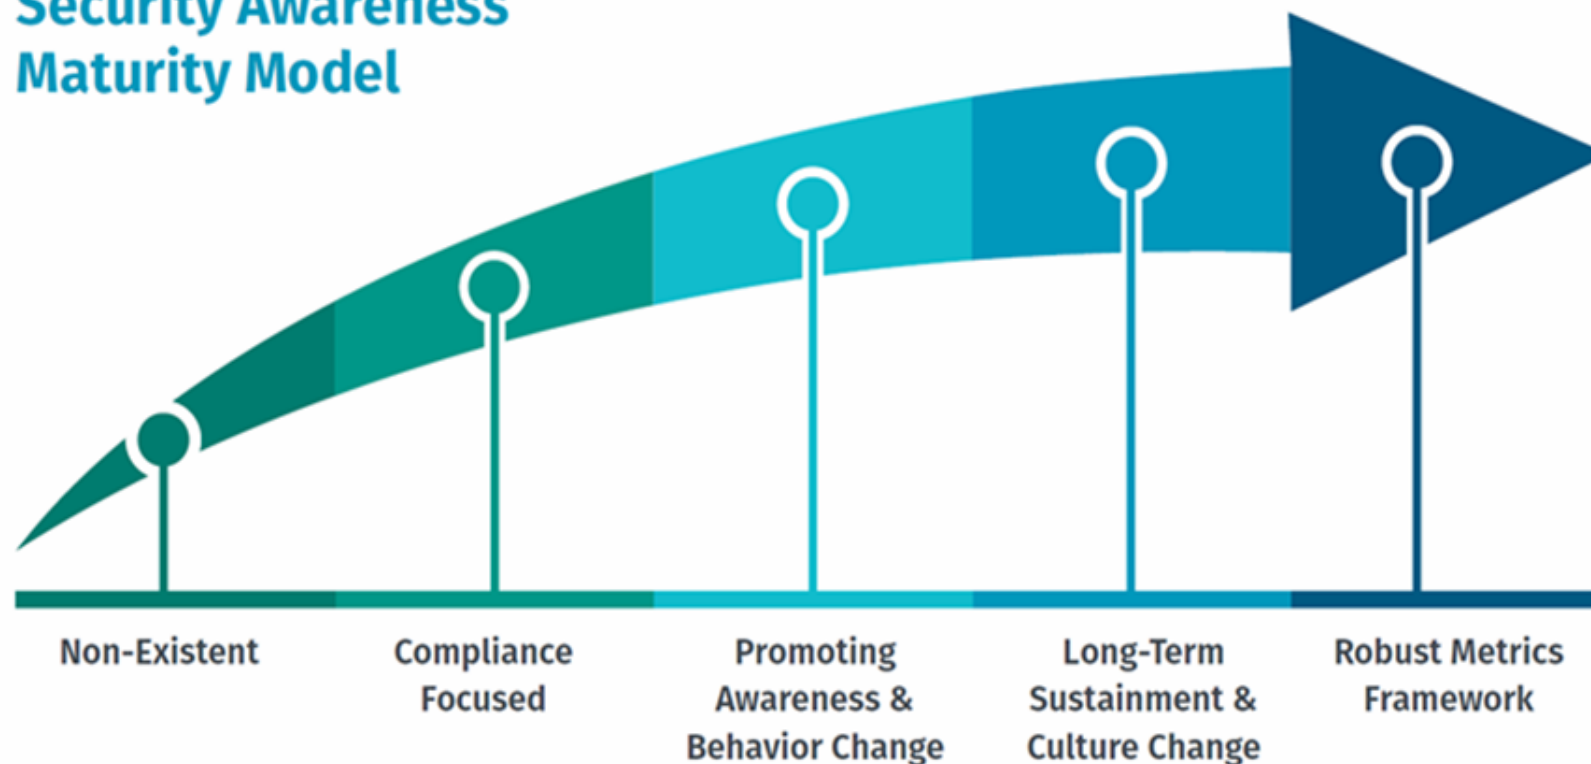 Security Awareness
Maturity Model
Non-Existent
Compliance
Focused
Promoting
Awareness &
Behavior Change
Long-Term
Sustainment &
Culture Change
Robust Metrics
Framework